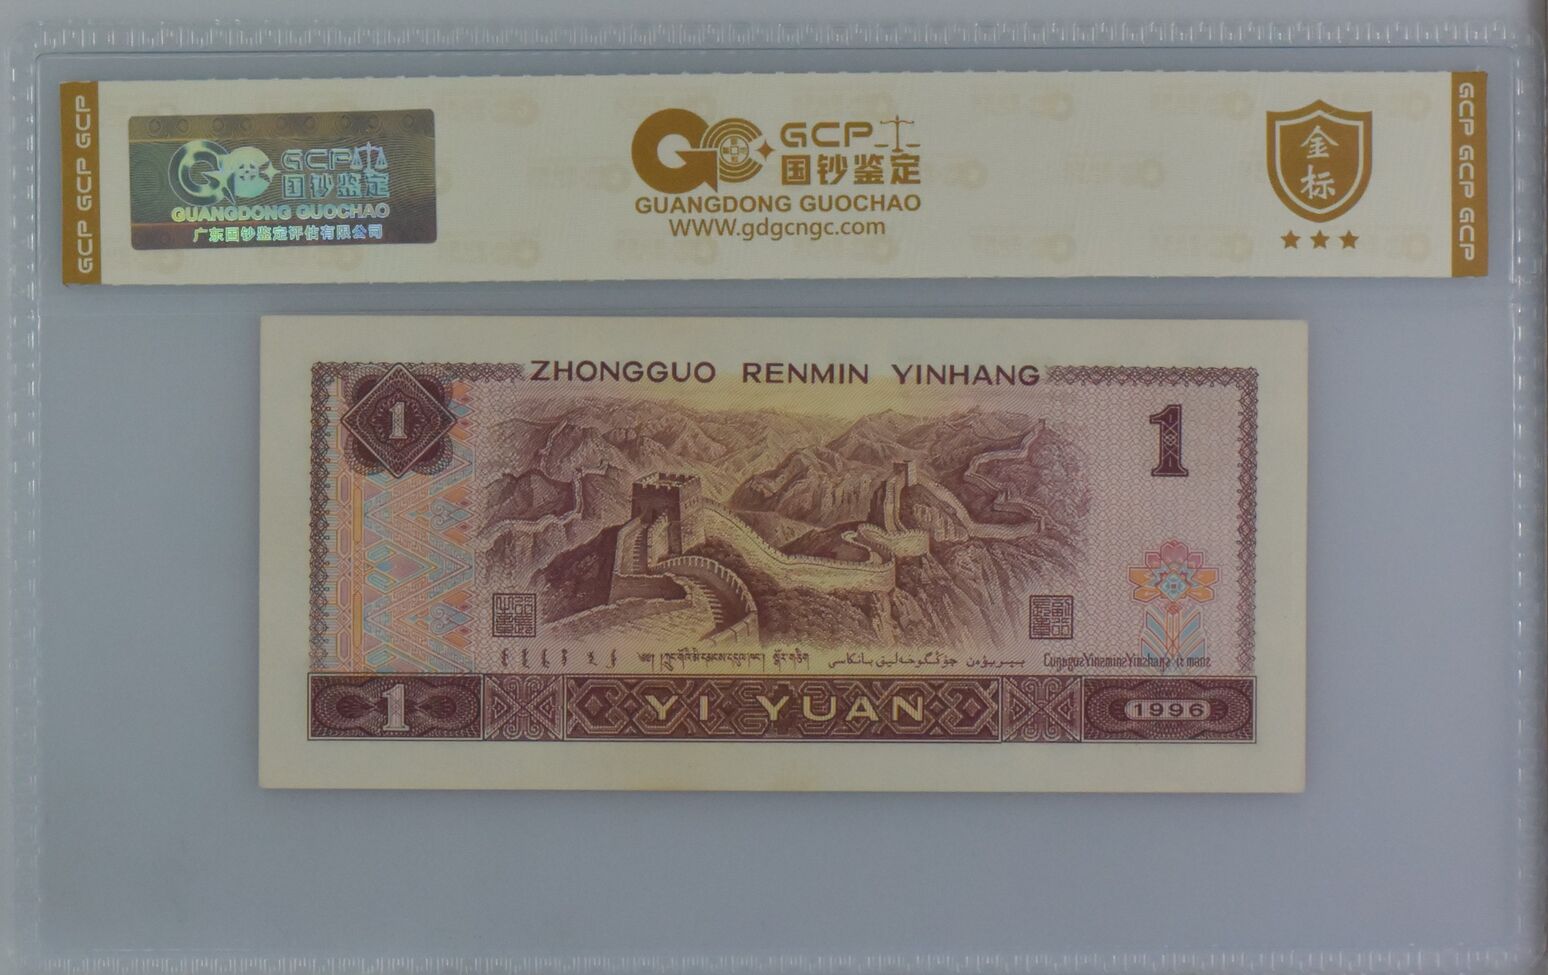 GCP GCP GCP
GCP
国钞鉴定
GUANGDONG GUOCHAO
广东国钞鉴定评估有限公司
GCP
国钞鉴定
GUANGDONG GUOCHAO
WWW.gdgcngc.com
金
标
GCP GCP GCP
ZHONGGUO RENMIN YINHANG
1
1
1
YI YUAN
1996